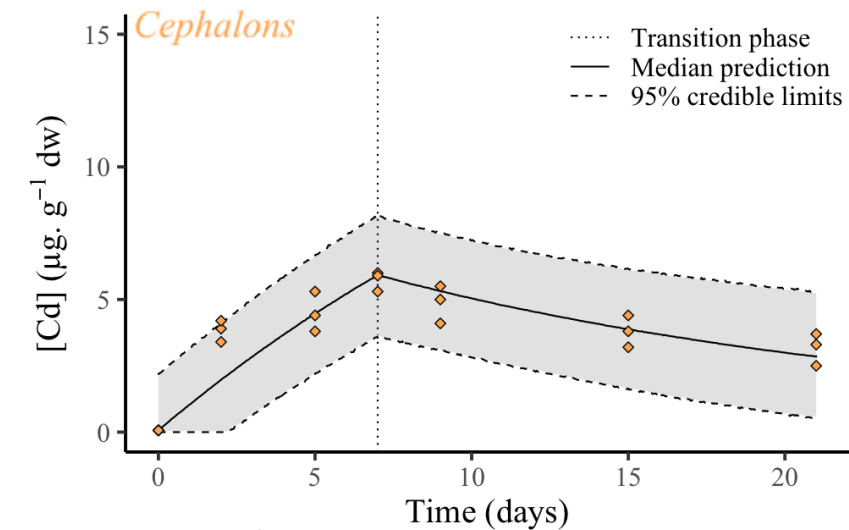 Cephalons
Transition phase
Median prediction
95% credible limits
[Cd] (µg. g⁻¹ dw)
15
10
5
0
0 5 10 15 20
Time (days)